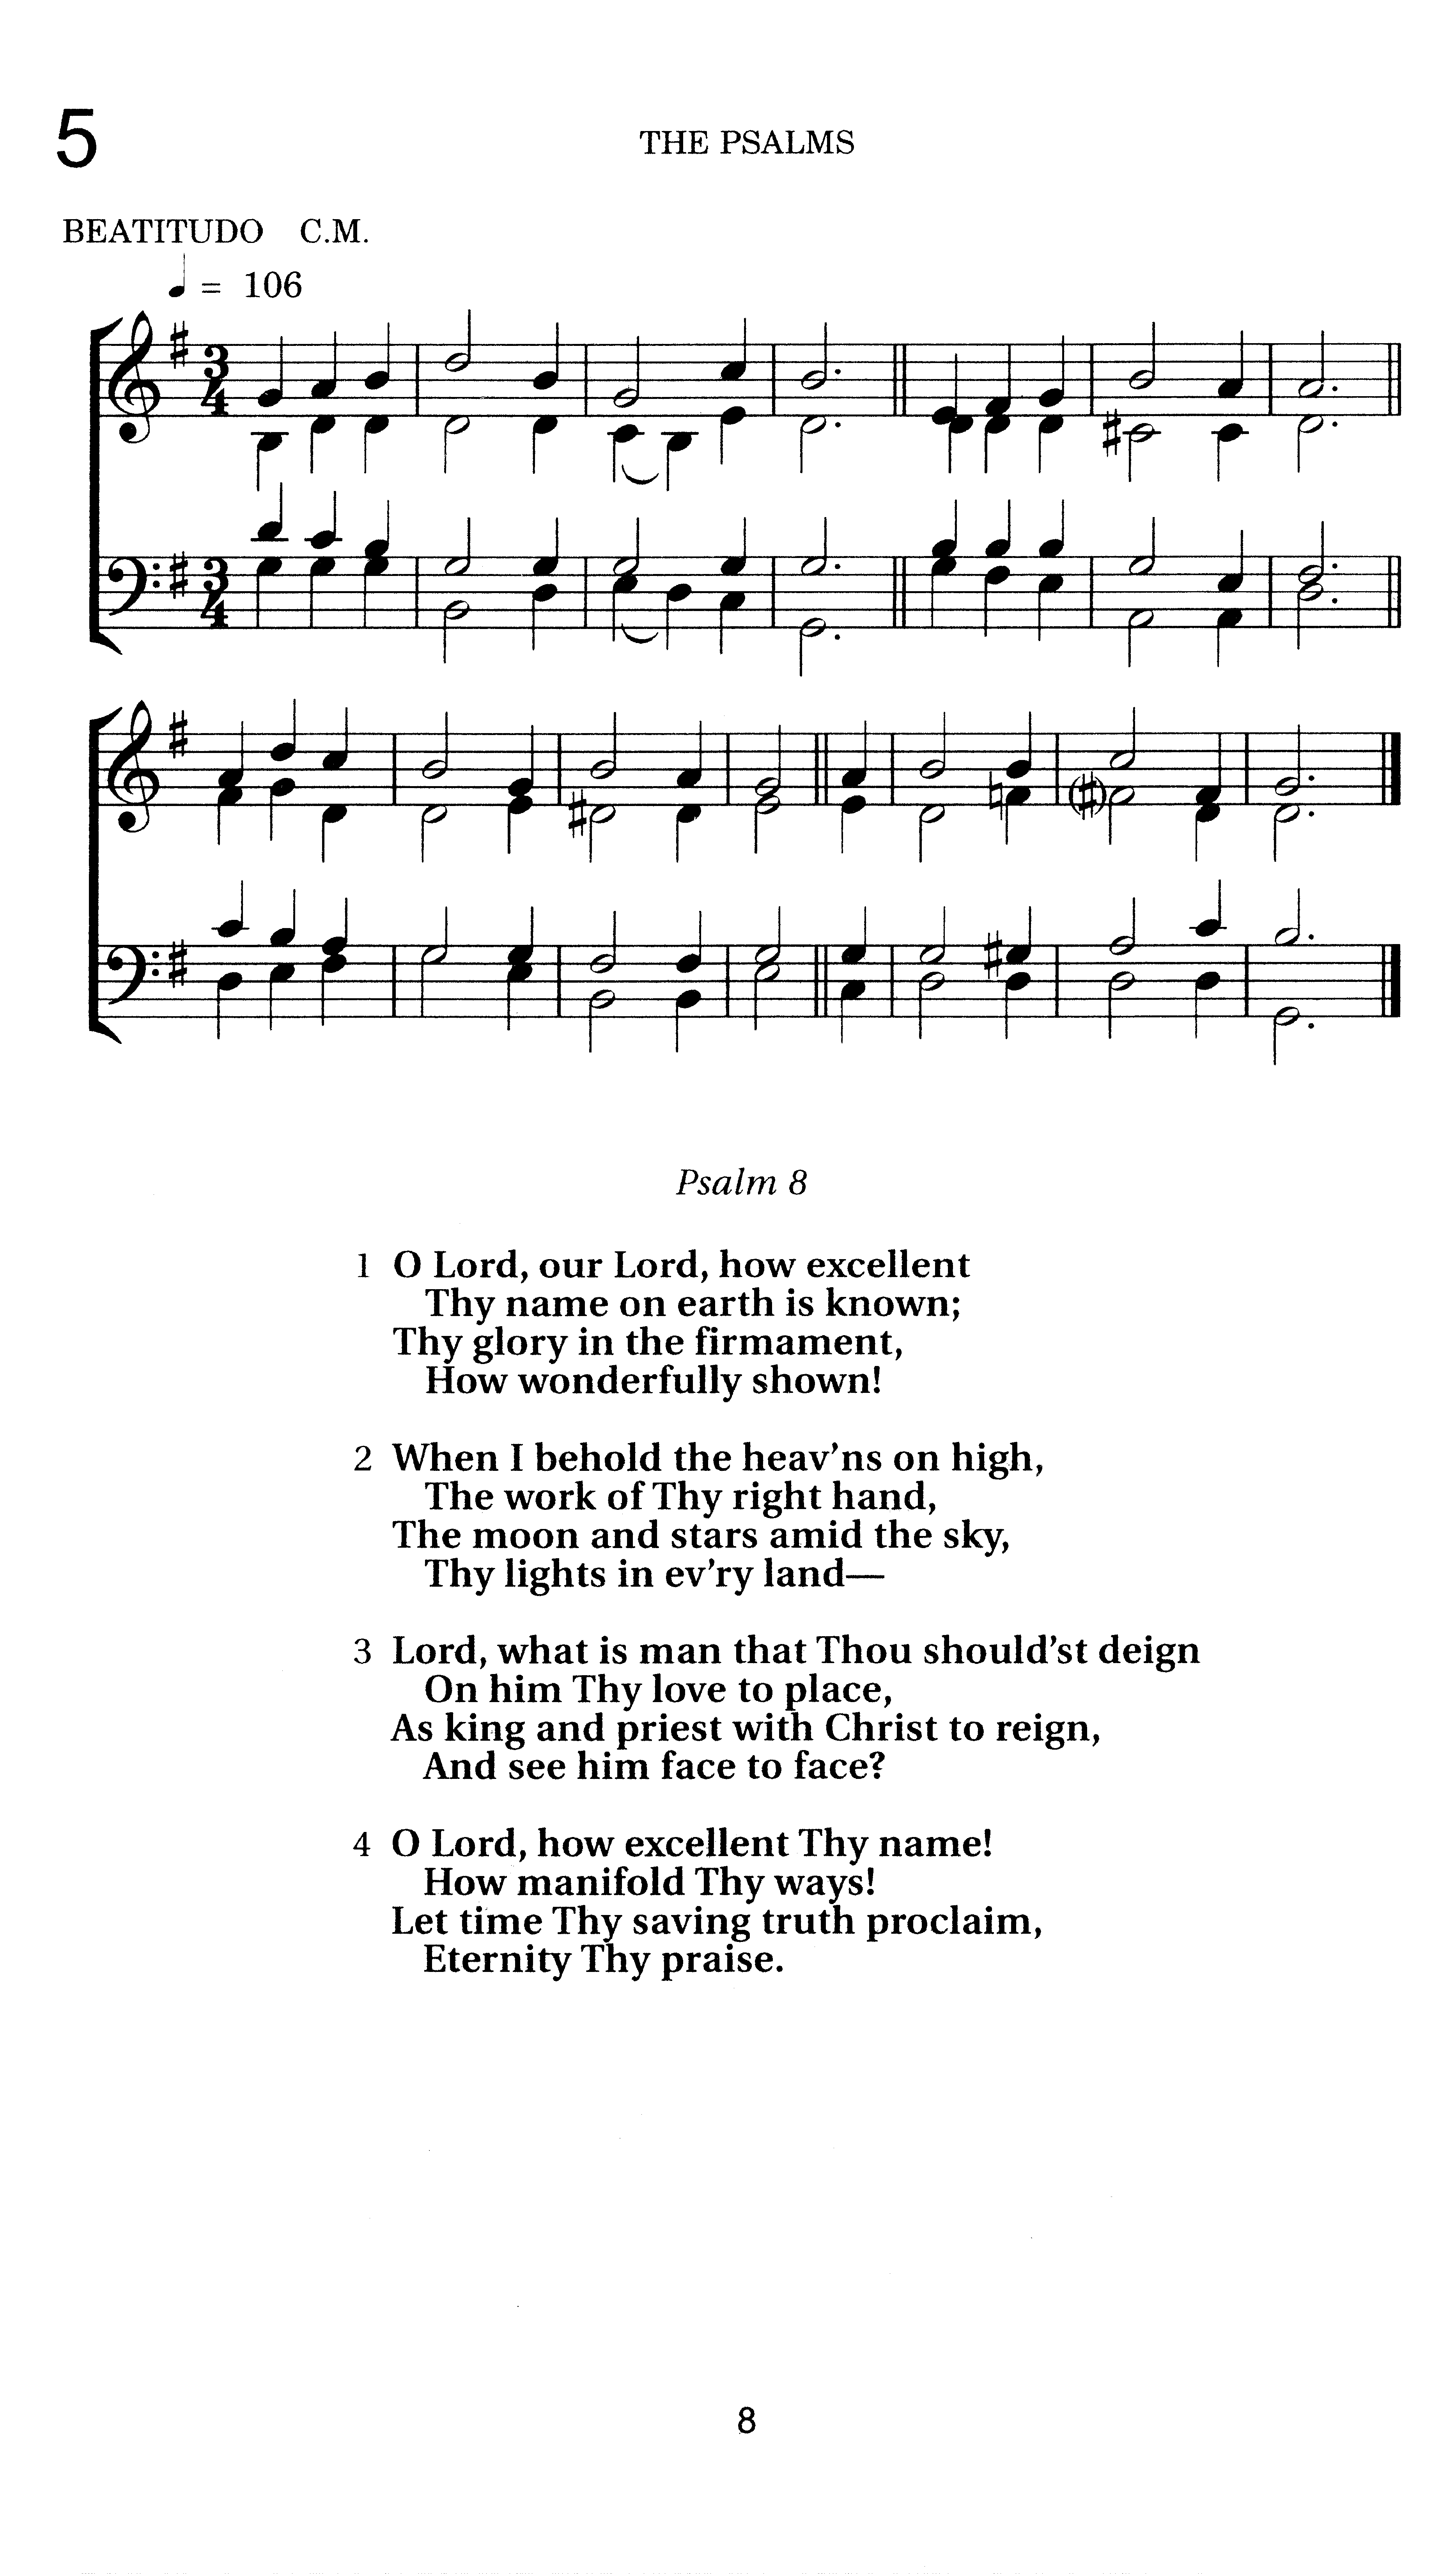 5
THE PSALMS
BEATITUDO C.M.
♩ = 106
Psalm 8
1 O Lord, our Lord, how excellent
Thy name on earth is known;
Thy glory in the firmament,
How wonderfully shown!
2 When I behold the heav’ns on high,
The work of Thy right hand,
The moon and stars amid the sky,
Thy lights in ev’ry land—
3 Lord, what is man that Thou should’st deign
On him Thy love to place,
As king and priest with Christ to reign,
And see him face to face?
4 O Lord, how excellent Thy name!
How manifold Thy ways!
Let time Thy saving truth proclaim,
Eternity Thy praise.
8